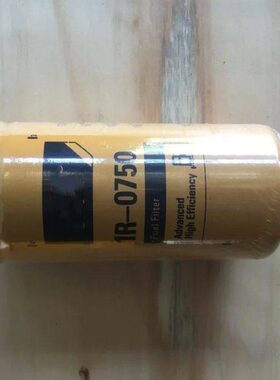 1R-0750
Fuel Filter
Advanced
High Efficiency